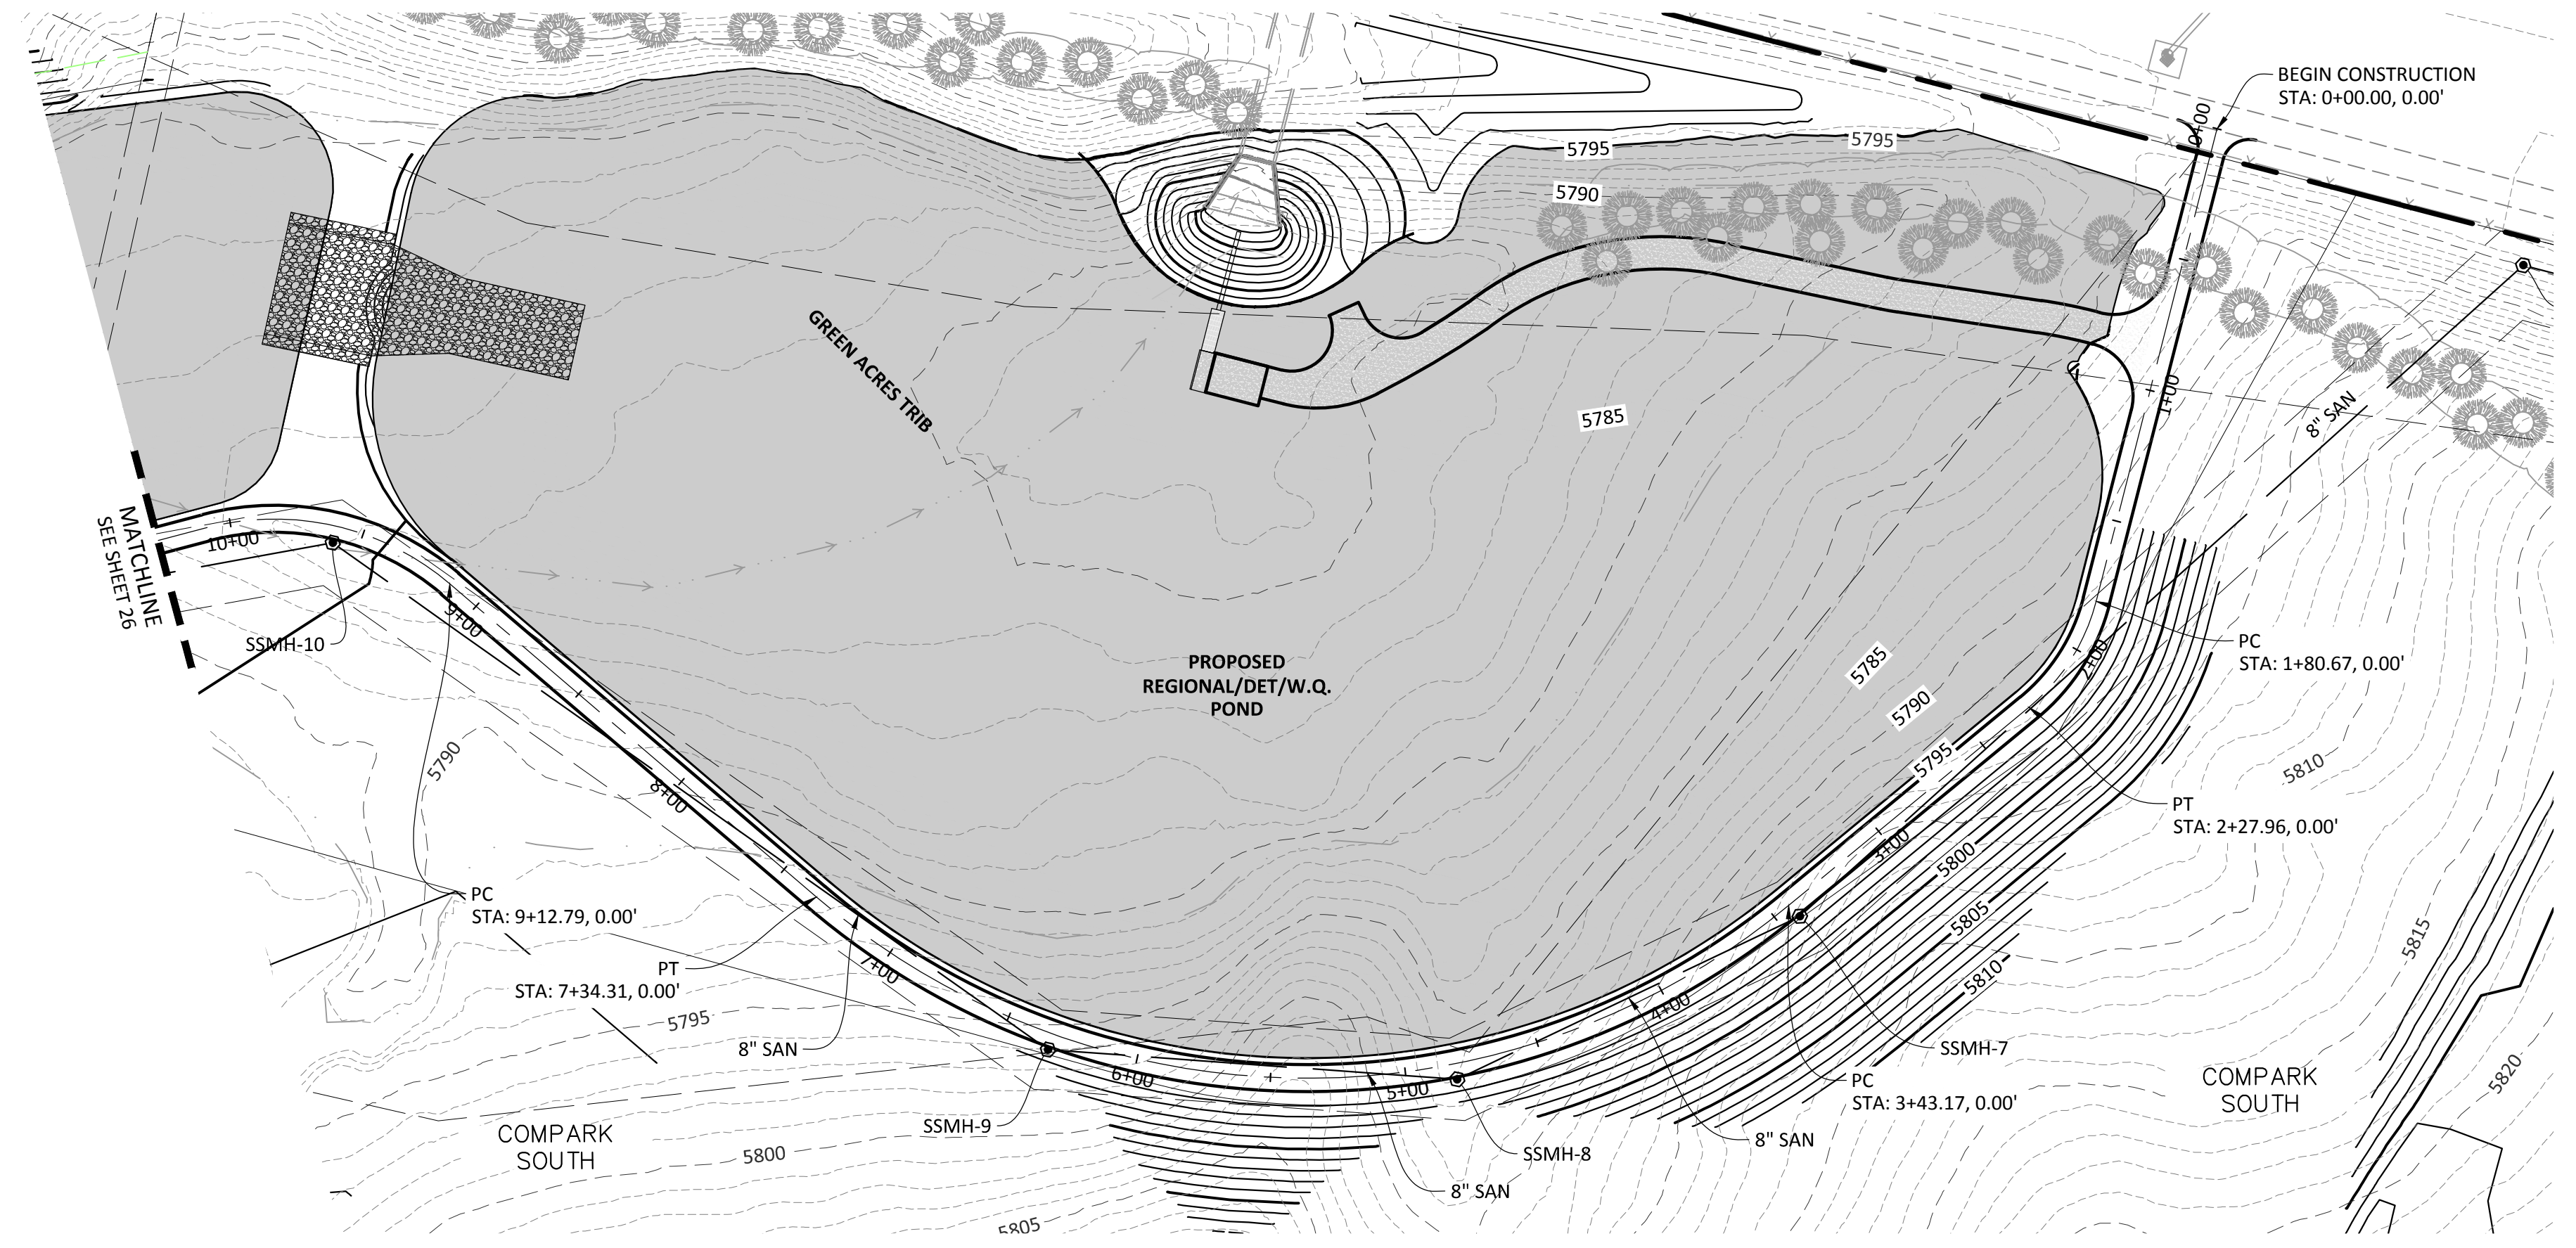 BEGIN CONSTRUCTION
STA: 0+00.00, 0.00'
0+00
5795
5795
5790
1+00
8" SAN
GREEN ACRES TRIB
5785
MATCHLINE
SEE SHEET 26
10+00
SSMH-10
9+00
PROPOSED
REGIONAL/DET/W.Q.
POND
5785
5790
5795
2+00
PC
STA: 1+80.67, 0.00'
5810
PT
STA: 2+27.96, 0.00'
5790
8+00
3+00
5800
5805
5810
PC
STA: 9+12.79, 0.00'
PT
STA: 7+34.31, 0.00'
7+00
5795
8" SAN
4+00
5815
SSMH-7
6+00
5+00
PC
STA: 3+43.17, 0.00'
COMPARK
SOUTH
5820
SSMH-9
COMPARK
SOUTH
5800
8" SAN
SSMH-8
8" SAN
5805